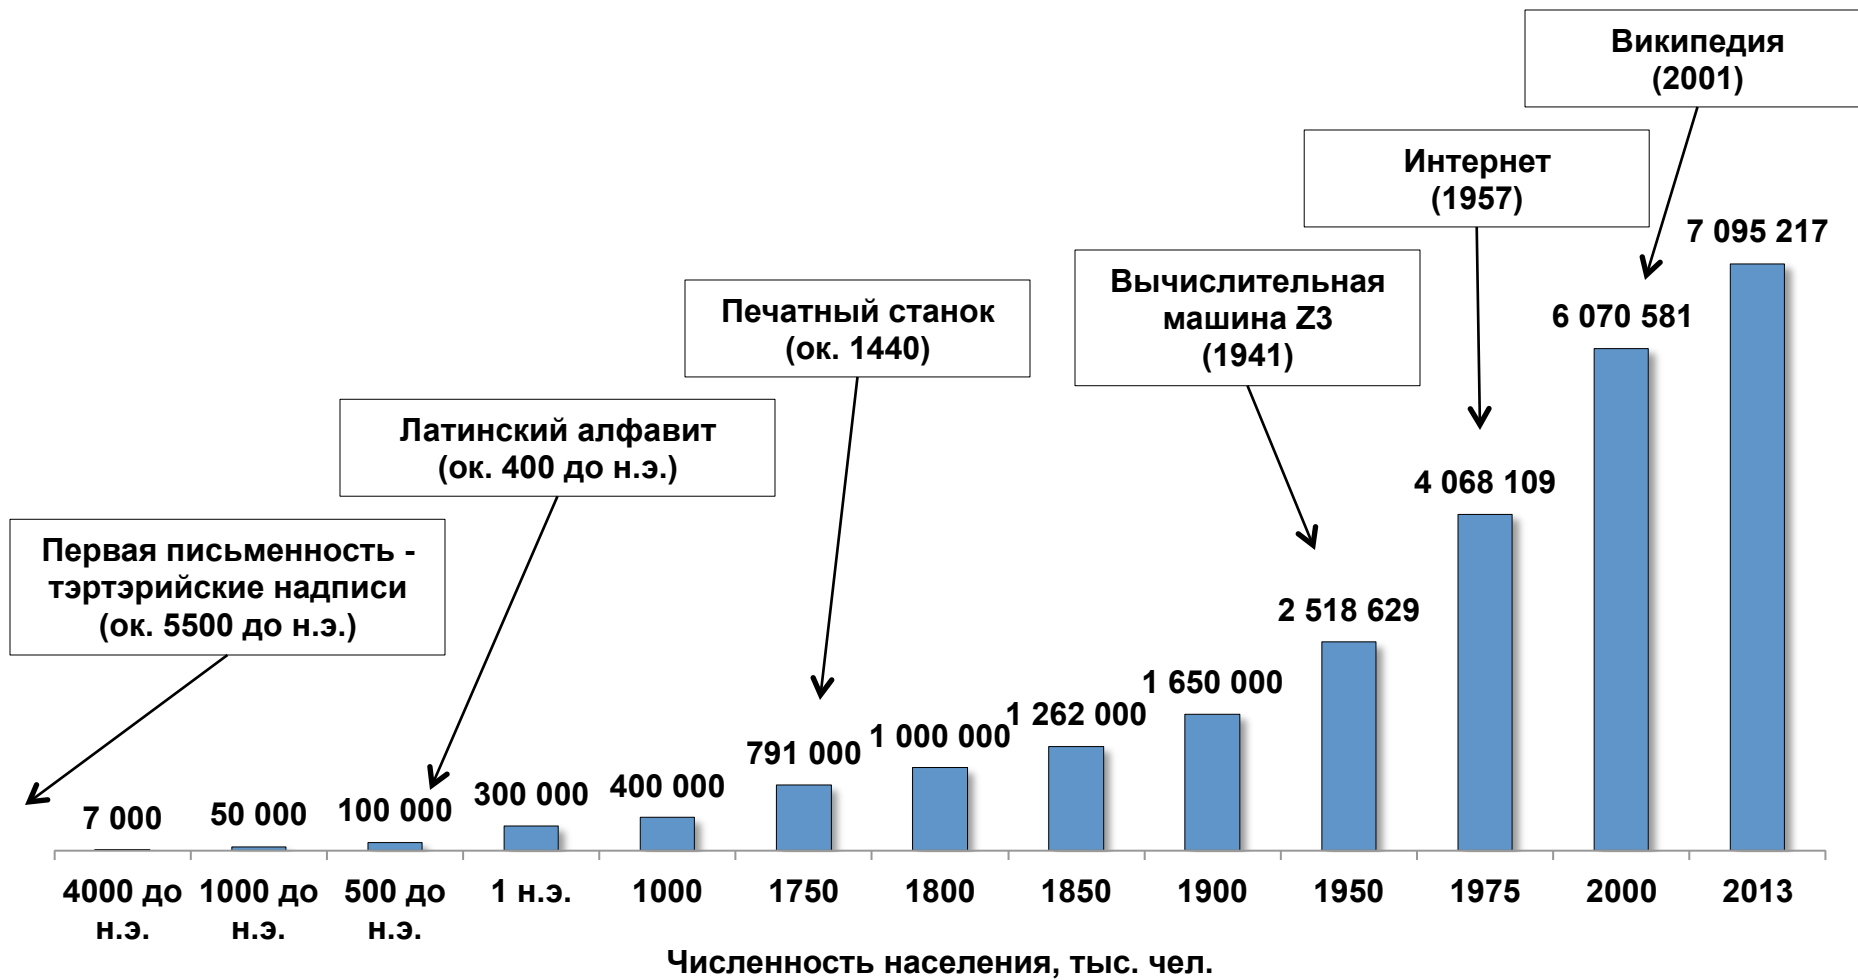 Википедия
(2001)
Интернет
(1957)
Вычислительная
машина Z3
(1941)
Печатный станок
(ок. 1440)
Латинский алфавит
(ок. 400 до н.э.)
Первая письменность -
тэртэрийские надписи
(ок. 5500 до н.э.)
7 000
50 000
100 000
300 000
400 000
791 000
1 000 000
1 262 000
1 650 000
2 518 629
4 068 109
6 070 581
7 095 217
4000 до
н.э.
1000 до
н.э.
500 до
н.э.
1 н.э.
1000
1750
1800
1850
1900
1950
1975
2000
2013
Численность населения, тыс. чел.